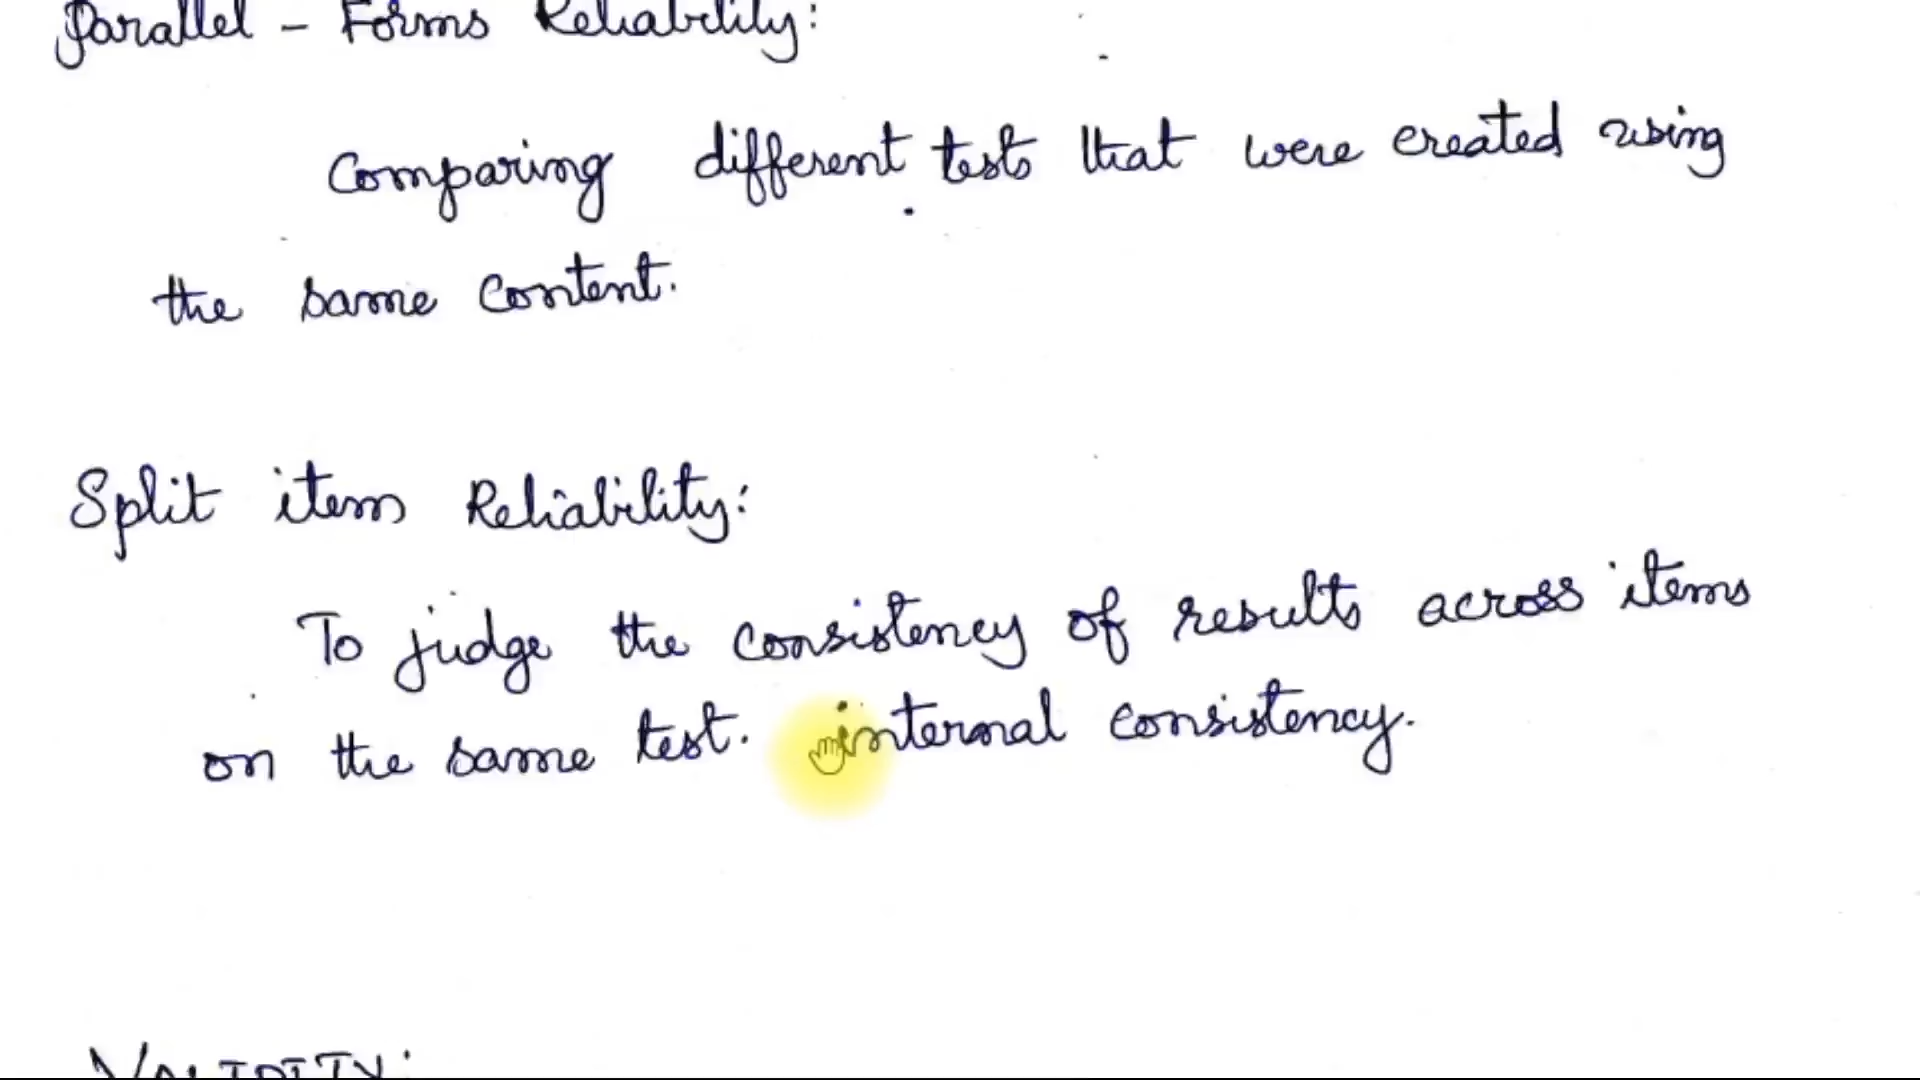 Parallel - Forms Reliability:
Comparing different tests that were created using
the same content.
Split item Reliability:
To judge the consistency of results across items
on the same test. internal consistency.
VALIDITY: